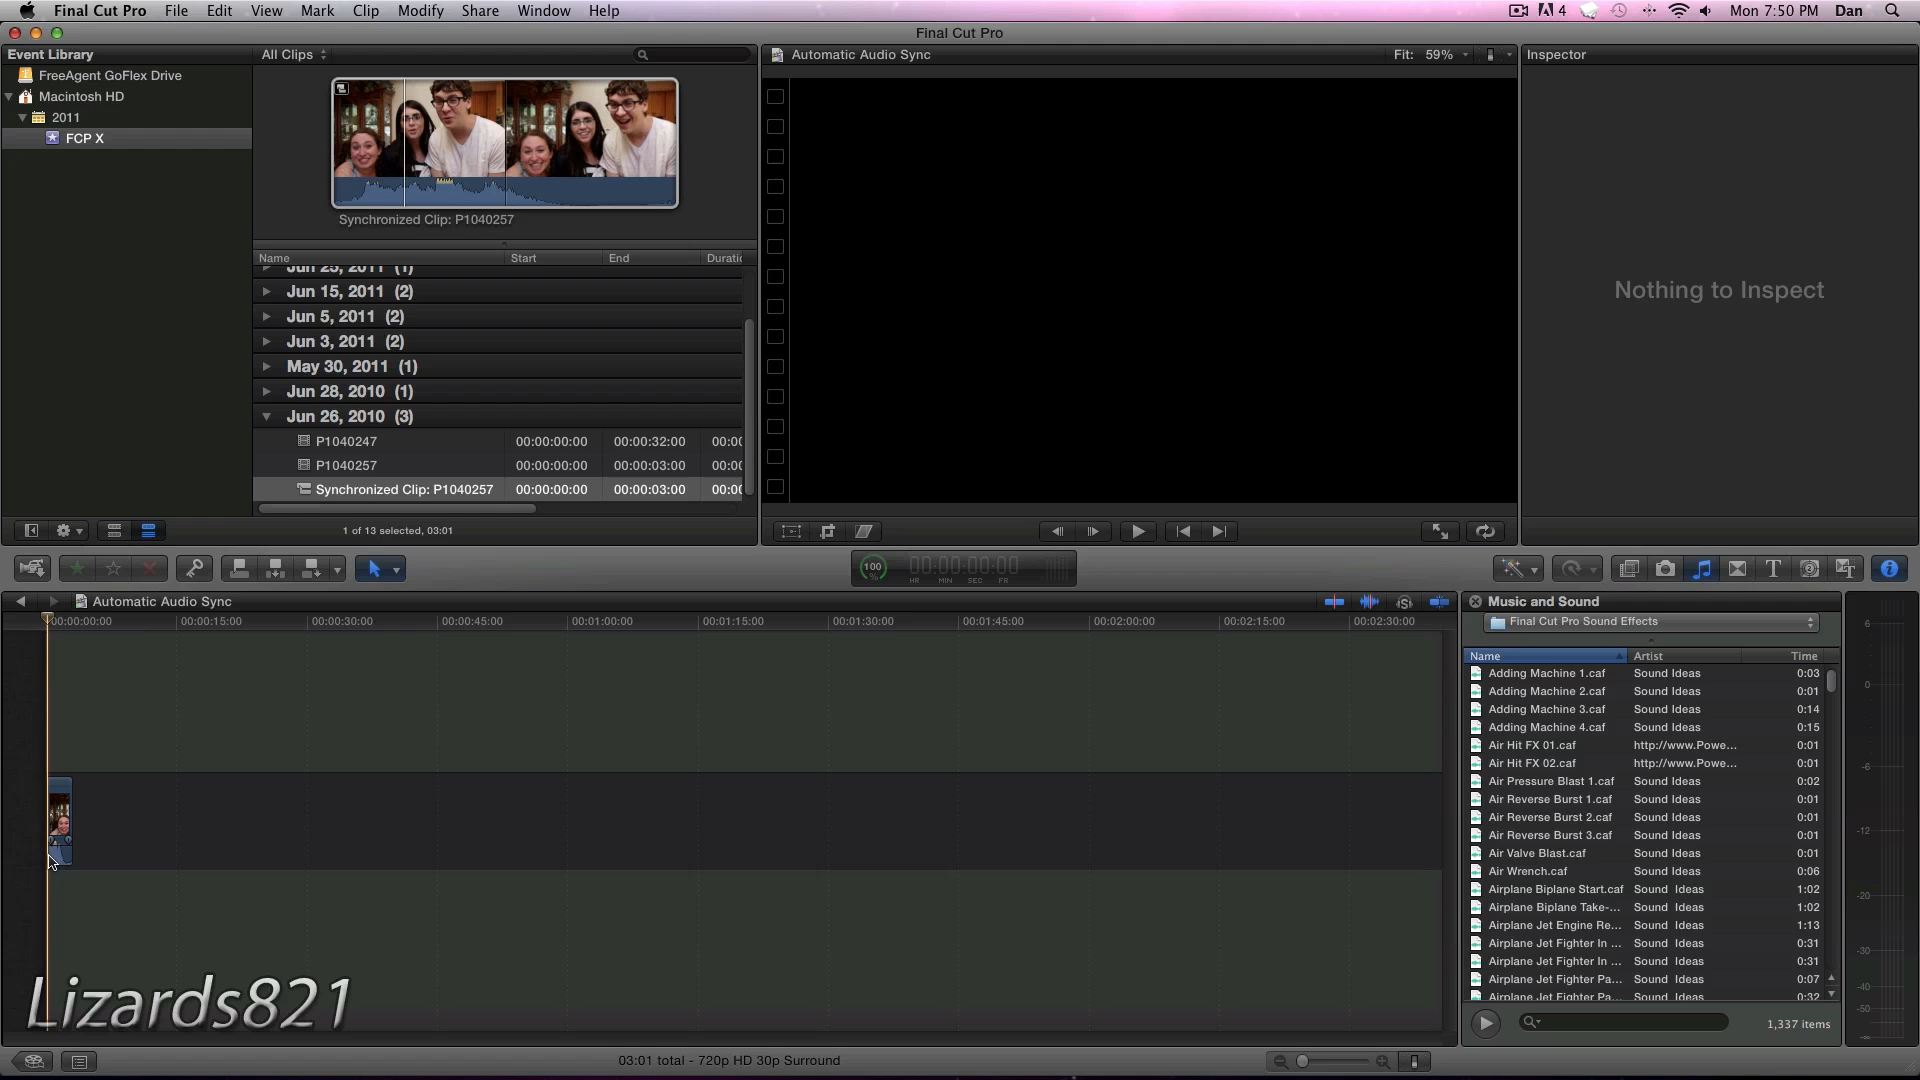 Final Cut Pro File Edit View Mark Clip Modify Share Window Help 4 Mon 7:50 PM Dan
Final Cut Pro
Event Library
All Clips
Automatic Audio Sync
Fit: 59%
Inspector
FreeAgent GoFlex Drive
Macintosh HD
2011
FCP X
Synchronized Clip: P1040257
Name Start End Duratic
Jun 25, 2011 (1)
Jun 15, 2011 (2)
Jun 5, 2011 (2)
Jun 3, 2011 (2)
May 30, 2011 (1)
Jun 28, 2010 (1)
Jun 26, 2010 (3)
P1040247 00:00:00:00 00:00:32:00 00:00
P1040257 00:00:00:00 00:00:03:00 00:00
Synchronized Clip: P1040257 00:00:00:00 00:00:03:00 00:00
1 of 13 selected, 03:01
Nothing to Inspect
100 % 00:00:00:00
HR MIN SEC FR
Automatic Audio Sync
00:00:00:00 00:00:15:00 00:00:30:00 00:00:45:00 00:01:00:00 00:01:15:00 00:01:30:00 00:01:45:00 00:02:00:00 00:02:15:00 00:02:30:00
Music and Sound
Final Cut Pro Sound Effects
Name Artist Time
Adding Machine 1.caf Sound Ideas 0:03
Adding Machine 2.caf Sound Ideas 0:01
Adding Machine 3.caf Sound Ideas 0:14
Adding Machine 4.caf Sound Ideas 0:15
Air Hit FX 01.caf http://www.Powe... 0:01
Air Hit FX 02.caf http://www.Powe... 0:01
Air Pressure Blast 1.caf Sound Ideas 0:02
Air Reverse Burst 1.caf Sound Ideas 0:01
Air Reverse Burst 2.caf Sound Ideas 0:01
Air Reverse Burst 3.caf Sound Ideas 0:01
Air Valve Blast.caf Sound Ideas 0:01
Air Wrench.caf Sound Ideas 0:06
Airplane Biplane Start.caf Sound Ideas 1:02
Airplane Biplane Take-... Sound Ideas 1:02
Airplane Jet Engine Re... Sound Ideas 1:13
Airplane Jet Fighter In ... Sound Ideas 0:31
Airplane Jet Fighter In ... Sound Ideas 0:31
Airplane Jet Fighter Pa... Sound Ideas 0:07
Airplane Jet Fighter Pa... Sound Ideas 0:32
1,337 items
6
0
-6
-12
-20
-30
-40
-50
-∞
Lizards821
03:01 total - 720p HD 30p Surround